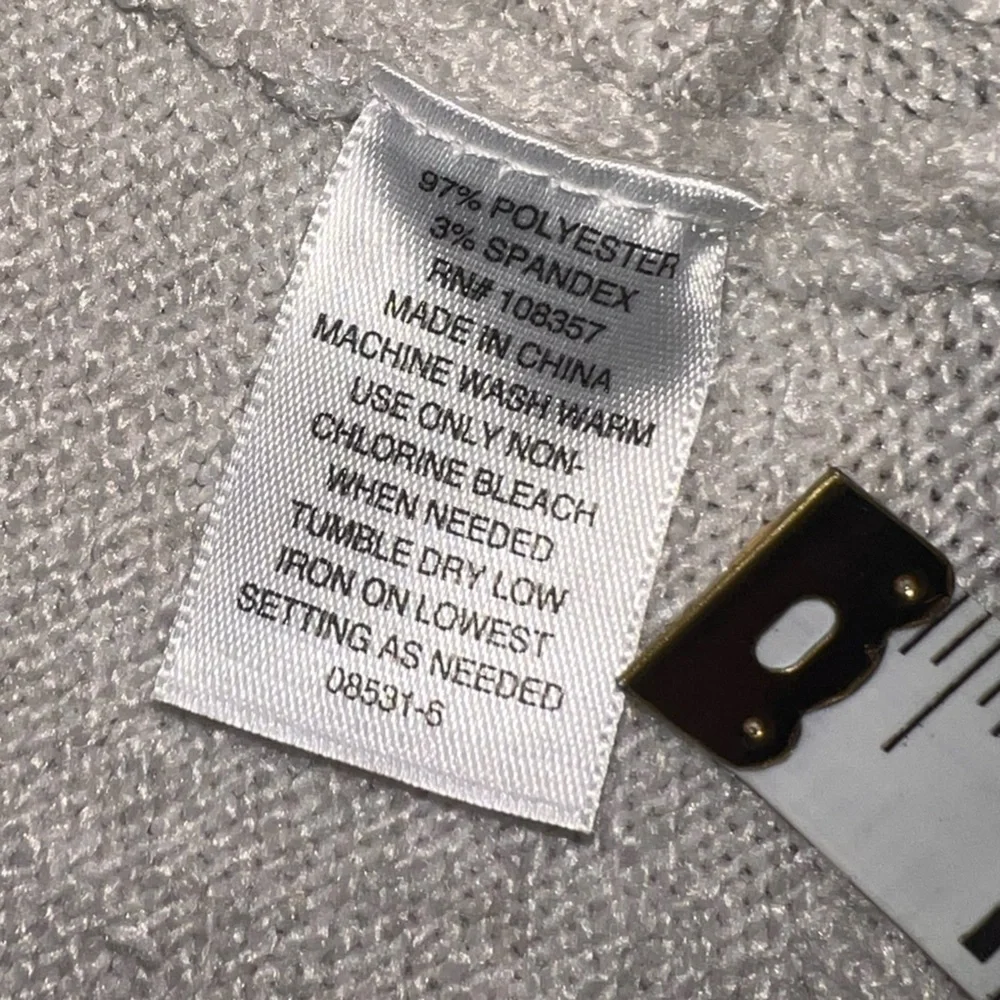 97% POLYESTER
3% SPANDEX
RN# 108357
MADE IN CHINA
MACHINE WASH WARM
USE ONLY NON-
CHLORINE BLEACH
WHEN NEEDED
TUMBLE DRY LOW
IRON ON LOWEST
SETTING AS NEEDED
08531-6